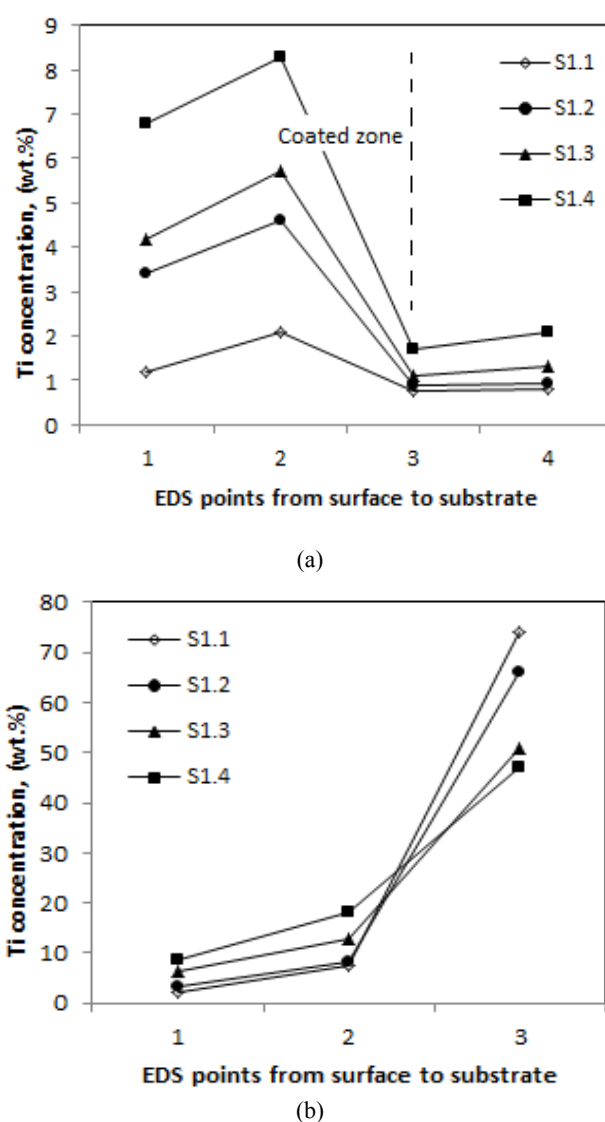 9
8
7
6
5
4
3
2
1
0
Ti concentration, (wt.%)
Coated zone
S1.1
S1.2
S1.3
S1.4
1 2 3 4
EDS points from surface to substrate
(a)
80
70
60
50
40
30
20
10
0
Ti concentration, (wt.%)
S1.1
S1.2
S1.3
S1.4
1 2 3
EDS points from surface to substrate
(b)